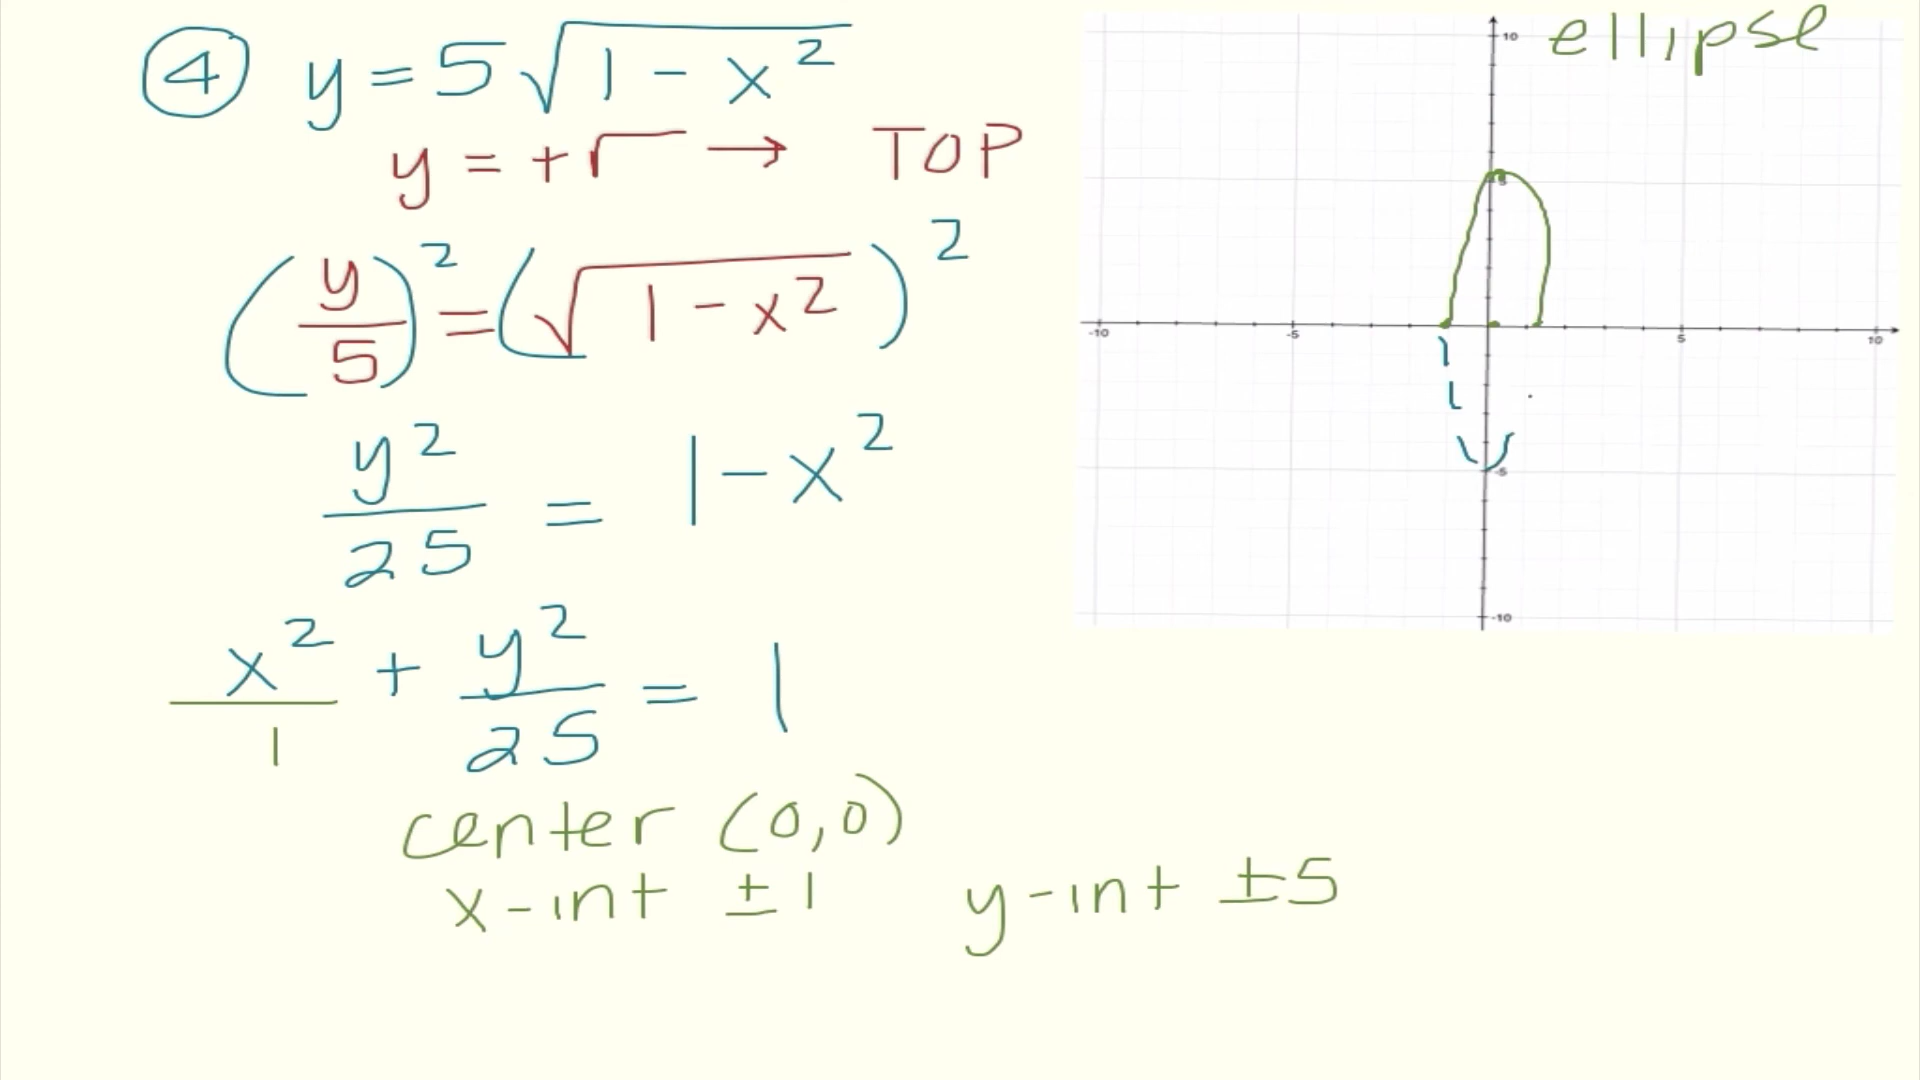 ④ y = 5√(1 - x²)
y = +√ → TOP
(y/5)² = (√(1 - x²))²
y²/25 = 1 - x²
x²/1 + y²/25 = 1
center (0,0)
x-int ±1 y-int ±5
ellipse
10
5
-10 -5 5 10
-5
-10